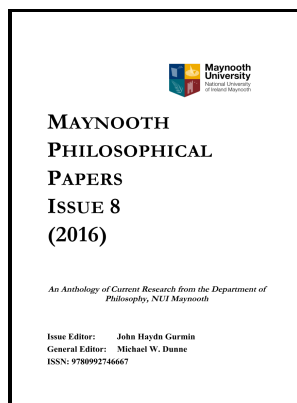 Maynooth
University
National University
of Ireland Maynooth
MAYNOOTH
PHILOSOPHICAL
PAPERS
ISSUE 8
(2016)
An Anthology of Current Research from the Department of
Philosophy, NUI Maynooth
Issue Editor: John Haydn Gurmin
General Editor: Michael W. Dunne
ISSN: 9780992746667